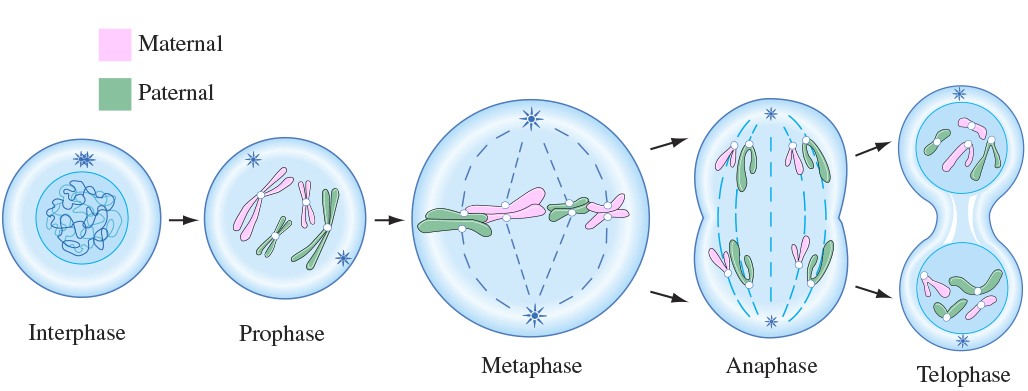 Maternal
Paternal
Interphase
Prophase
Metaphase
Anaphase
Telophase